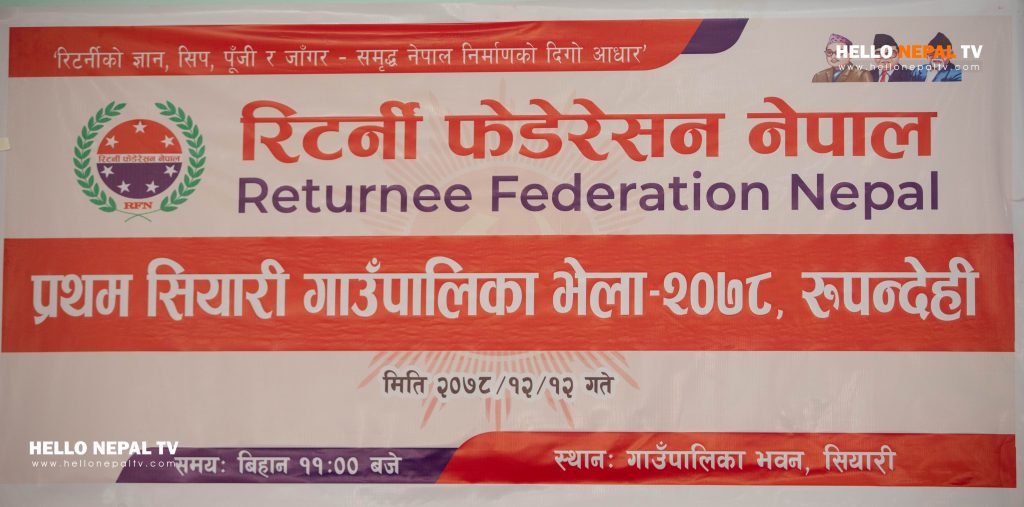 'रिटर्नीको ज्ञान, सिप, पूँजी र जाँगर - समृद्ध नेपाल निर्माणको दिगो आधार'
HELLO NEPAL TV
www.hellonepaltv.com
रिटर्नी फेडेरेसन नेपाल
Returnee Federation Nepal
रिटर्नी फेडेरेसन नेपाल
RFN
प्रथम सियारी गाउँपालिका भेला-२०७८, रुपन्देही
मिति २०७८/१२/१२ गते
HELLO NEPAL TV
www.hellonepaltv.com
समय: बिहान ११:०० बजे
स्थान: गाउँपालिका भवन, सियारी